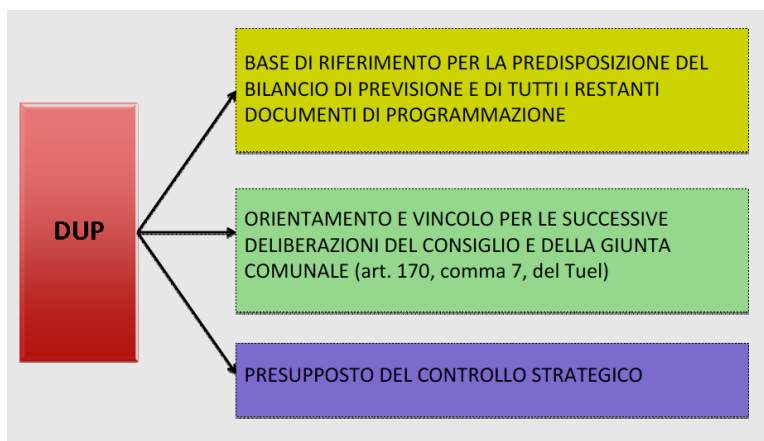 DUP
BASE DI RIFERIMENTO PER LA PREDISPOSIZIONE DEL
BILANCIO DI PREVISIONE E DI TUTTI I RESTANTI
DOCUMENTI DI PROGRAMMAZIONE
ORIENTAMENTO E VINCOLO PER LE SUCCESSIVE
DELIBERAZIONI DEL CONSIGLIO E DELLA GIUNTA
COMUNALE (art. 170, comma 7, del Tuel)
PRESUPPOSTO DEL CONTROLLO STRATEGICO